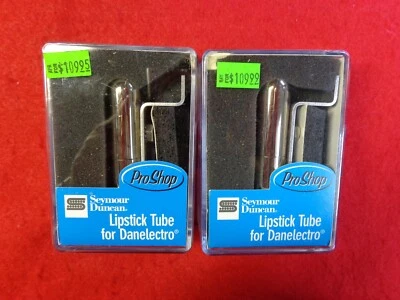 $109.95
ProShop
Seymour
Duncan.
Lipstick Tube
for Danelectro®
$109.99
ProShop
Seymour
Duncan.
Lipstick Tube
for Danelectro®